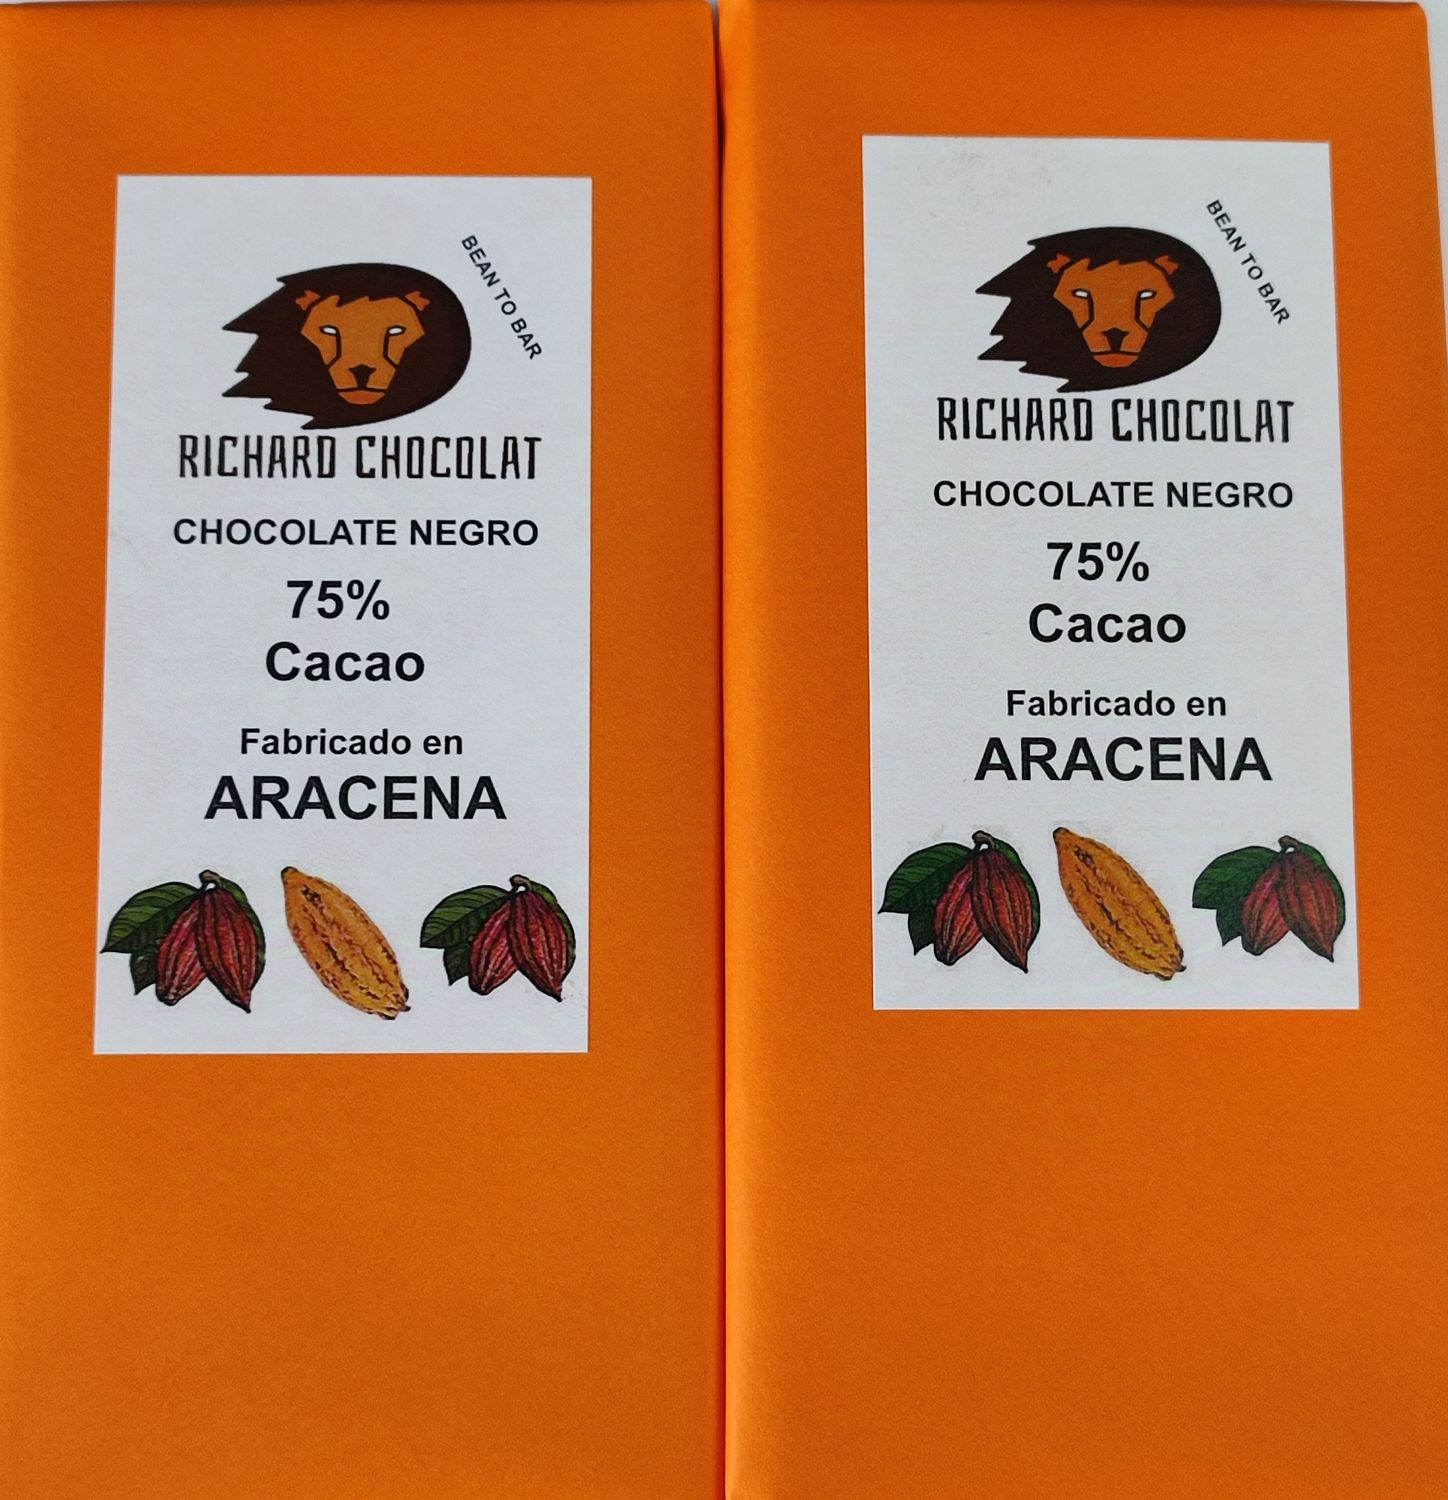 BEAN TO BAR
RICHARD CHOCOLAT
CHOCOLATE NEGRO
75%
Cacao
Fabricado en
ARACENA
BEAN TO BAR
RICHARD CHOCOLAT
CHOCOLATE NEGRO
75%
Cacao
Fabricado en
ARACENA